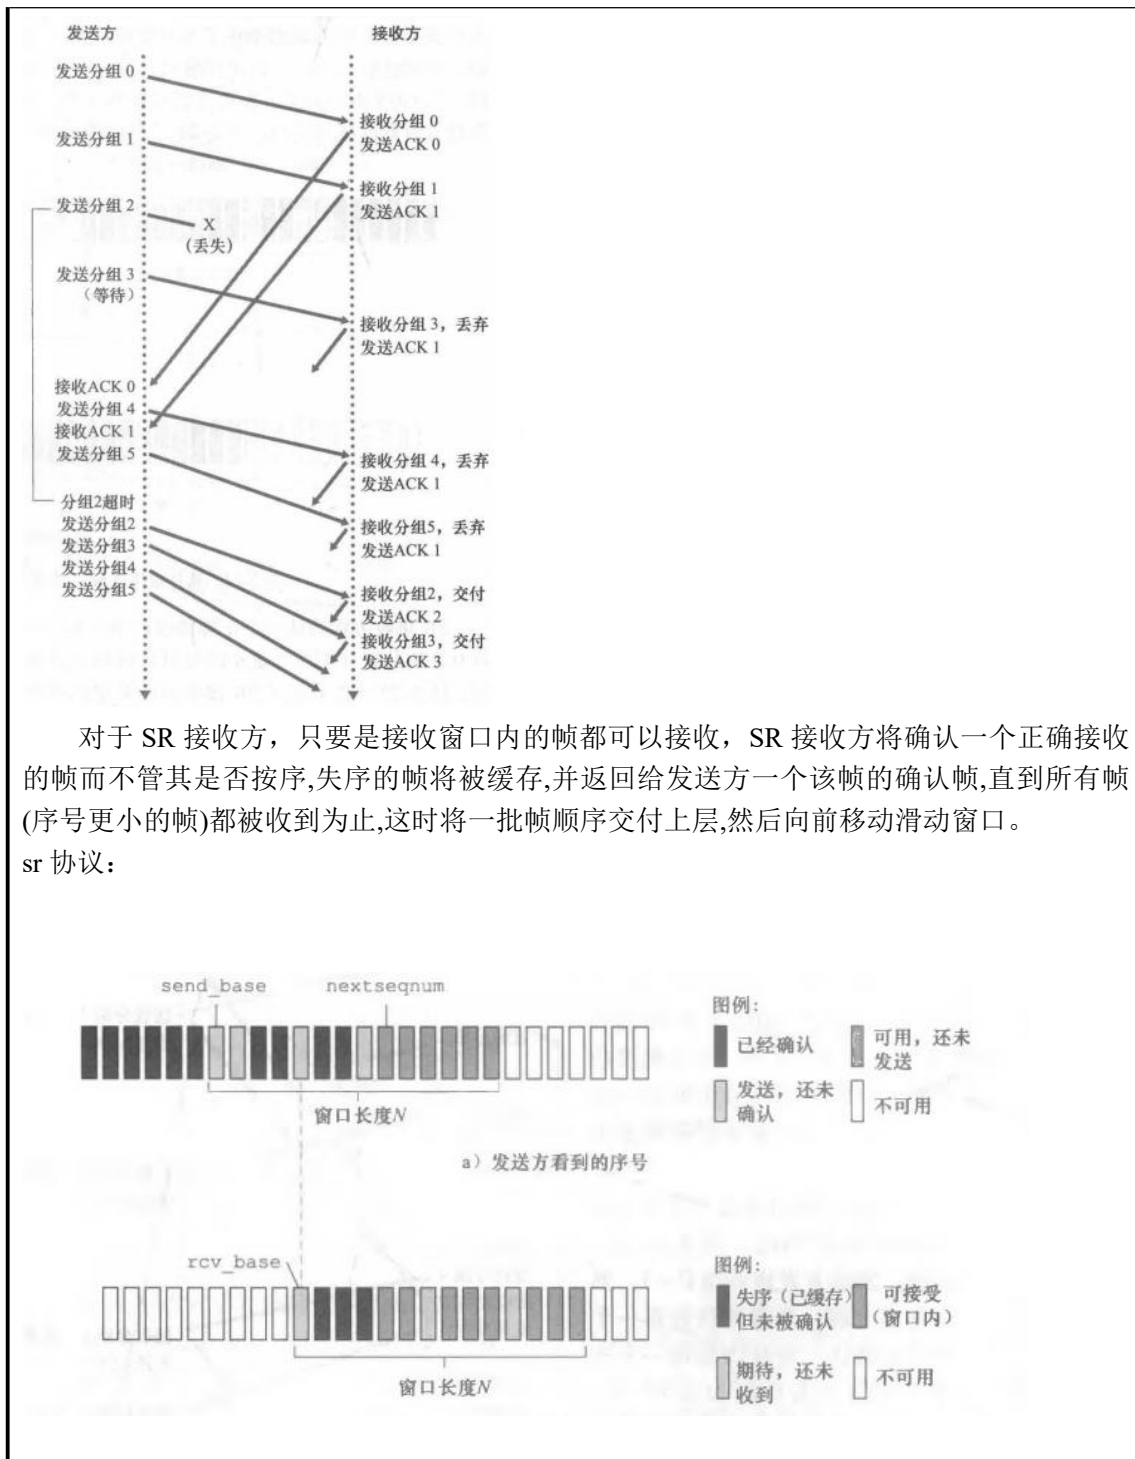 发送方
接收方
发送分组 0
接收分组 0
发送ACK 0
发送分组 1
接收分组 1
发送ACK 1
发送分组 2
X
(丢失)
发送分组 3
（等待）
接收分组 3，丢弃
发送ACK 1
接收ACK 0
发送分组 4
接收ACK 1
发送分组 5
接收分组 4，丢弃
发送ACK 1
分组2超时
发送分组2
发送分组3
发送分组4
发送分组5
接收分组5，丢弃
发送ACK 1
接收分组2，交付
发送ACK 2
接收分组3，交付
发送ACK 3
对于 SR 接收方，只要是接收窗口内的帧都可以接收，SR 接收方将确认一个正确接收
的帧而不管其是否按序,失序的帧将被缓存,并返回给发送方一个该帧的确认帧,直到所有帧
(序号更小的帧)都被收到为止,这时将一批帧顺序交付上层,然后向前移动滑动窗口。
sr 协议：
send_base
nextseqnum
窗口长度N
图例:
已经确认
可用，还未
发送
发送，还未
确认
不可用
a）发送方看到的序号
rcv_base
窗口长度N
图例:
失序（已缓存）
但未被确认
可接受
（窗口内）
期待，还未
收到
不可用